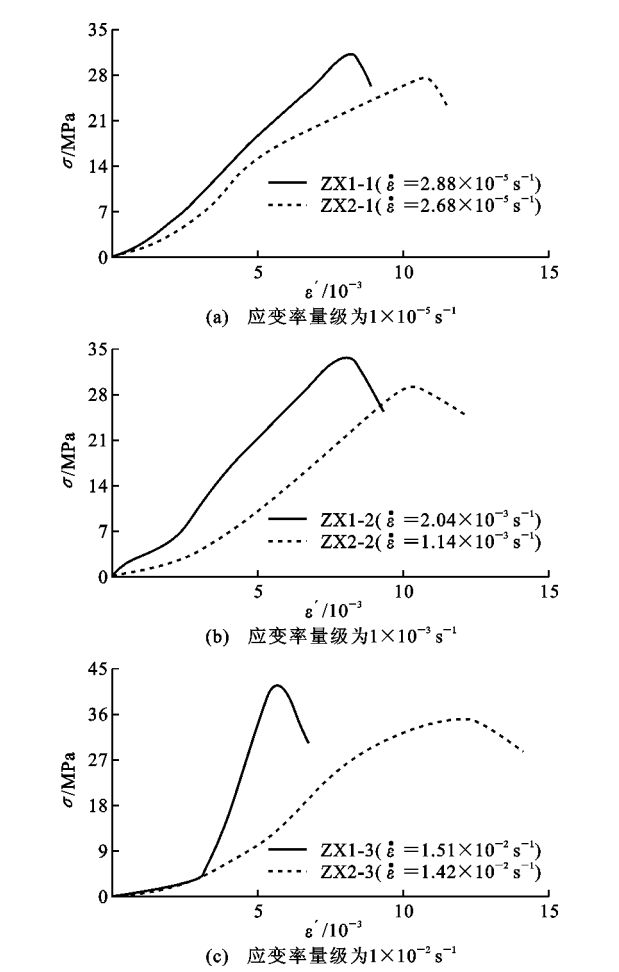 35
28
21
14
7
0
σ/MPa
ZX1-1(ε̇ =2.88×10⁻⁵ s⁻¹)
ZX2-1(ε̇ =2.68×10⁻⁵ s⁻¹)
5 10 15
ε′/10⁻³
(a) 应变率量级为1×10⁻⁵ s⁻¹
35
28
21
14
7
0
σ/MPa
ZX1-2(ε̇ =2.04×10⁻³ s⁻¹)
ZX2-2(ε̇ =1.14×10⁻³ s⁻¹)
5 10 15
ε′/10⁻³
(b) 应变率量级为1×10⁻³ s⁻¹
45
36
27
18
9
0
σ/MPa
ZX1-3(ε̇ =1.51×10⁻² s⁻¹)
ZX2-3(ε̇ =1.42×10⁻² s⁻¹)
5 10 15
ε′/10⁻³
(c) 应变率量级为1×10⁻² s⁻¹